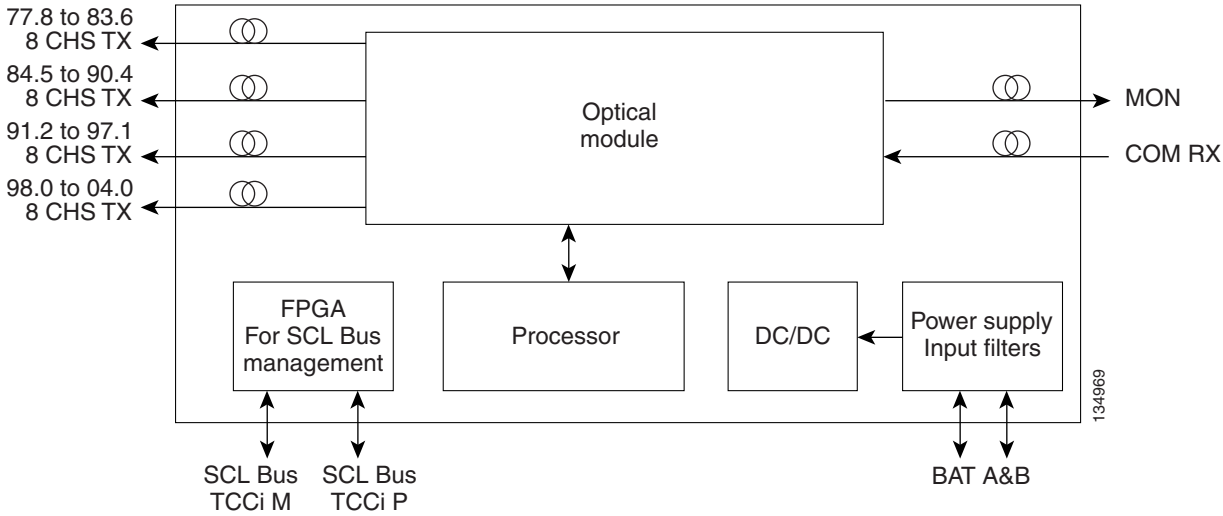 77.8 to 83.6
8 CHS TX
84.5 to 90.4
8 CHS TX
91.2 to 97.1
8 CHS TX
98.0 to 04.0
8 CHS TX
Optical
module
MON
COM RX
FPGA
For SCL Bus
management
Processor
DC/DC
Power supply
Input filters
134969
SCL Bus
TCCi M
SCL Bus
TCCi P
BAT A&B